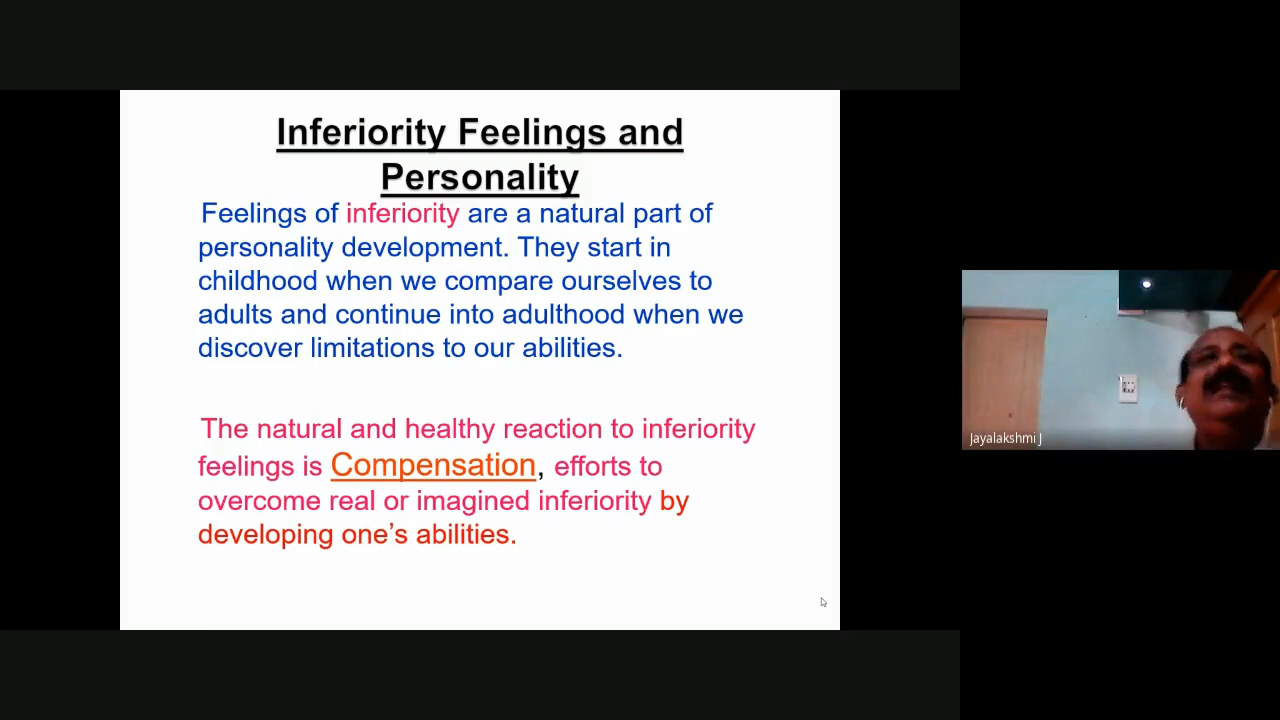 Inferiority Feelings and
Personality
Feelings of inferiority are a natural part of
personality development. They start in
childhood when we compare ourselves to
adults and continue into adulthood when we
discover limitations to our abilities.
The natural and healthy reaction to inferiority
feelings is Compensation, efforts to
overcome real or imagined inferiority by
developing one’s abilities.
Jayalakshmi J